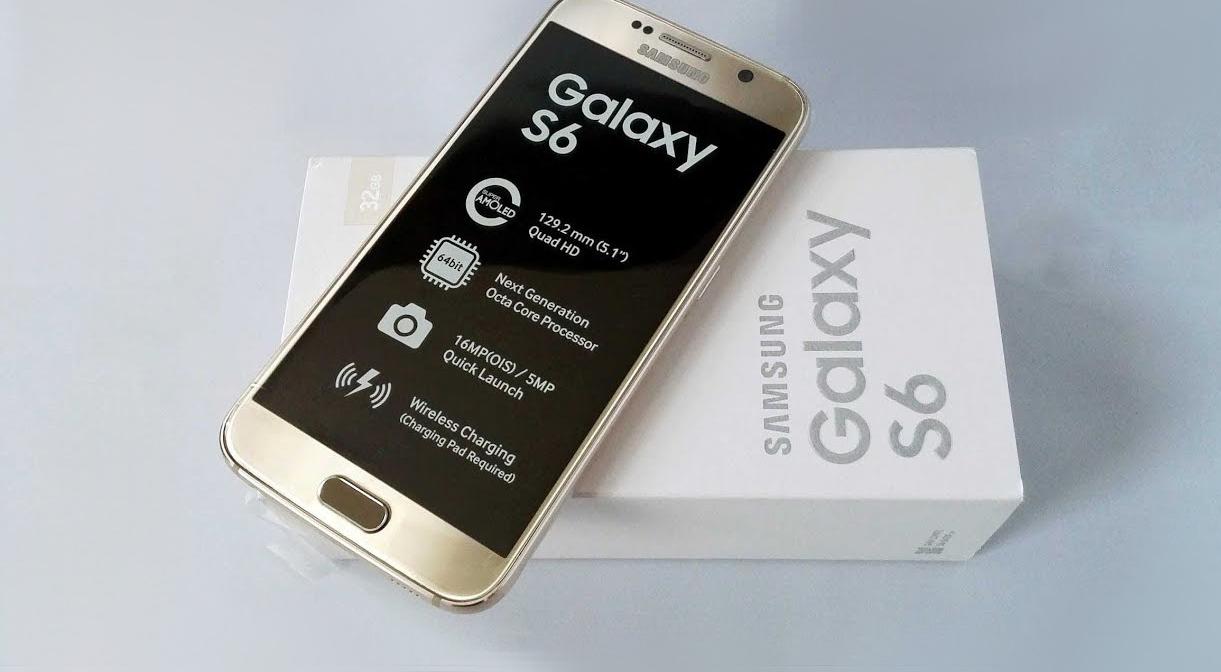 SAMSUNG
Galaxy
S6
SUPER
AMOLED
129.2 mm (5.1")
Quad HD
64bit
Next Generation
Octa Core Processor
16MP(OIS) / 5MP
Quick Launch
Wireless Charging
(Charging Pad Required)
32GB
SAMSUNG
Galaxy
S6